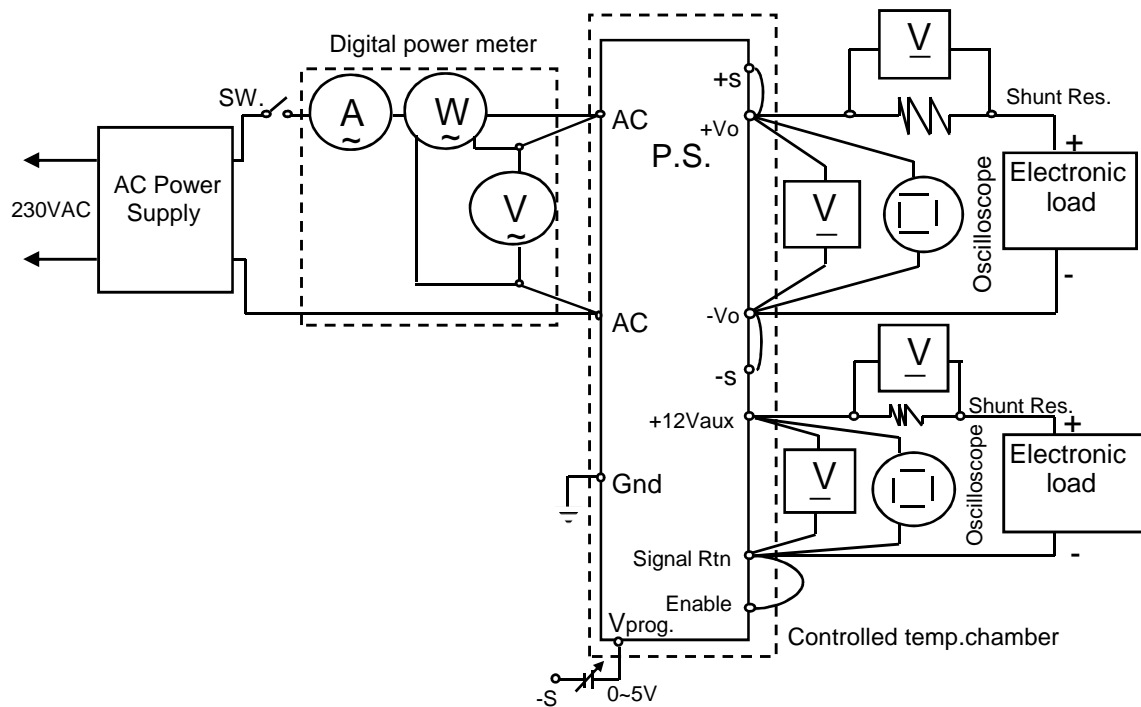 Digital power meter
SW.
A
~
W
~
V
~
230VAC
AC Power
Supply
AC
AC
P.S.
+s
+Vo
-Vo
-s
+12Vaux
Gnd
Signal Rtn
Enable
Vprog.
-S
0~5V
V
Shunt Res.
V
Oscilloscope
+
Electronic
load
-
V
Shunt Res.
V
Oscilloscope
+
Electronic
load
-
Controlled temp.chamber